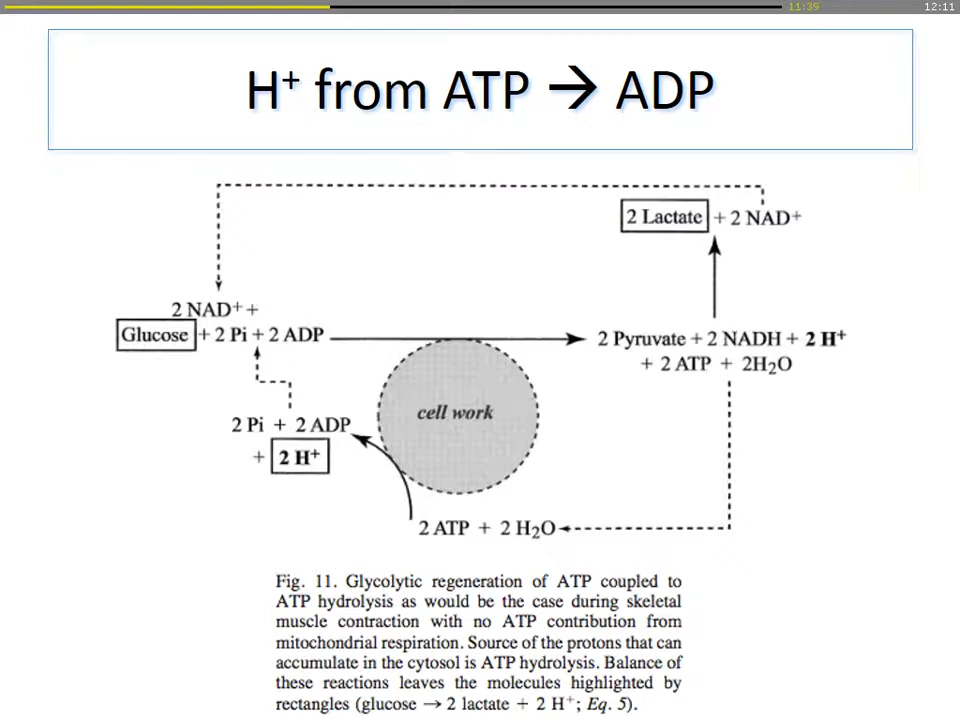 11:39
12:11
H⁺ from ATP → ADP
2 Lactate + 2 NAD⁺
2 NAD⁺ +
Glucose + 2 Pi + 2 ADP
2 Pyruvate + 2 NADH + 2 H⁺
+ 2 ATP + 2H₂O
cell work
2 Pi + 2 ADP
+ 2 H⁺
2 ATP + 2 H₂O
Fig. 11. Glycolytic regeneration of ATP coupled to
ATP hydrolysis as would be the case during skeletal
muscle contraction with no ATP contribution from
mitochondrial respiration. Source of the protons that can
accumulate in the cytosol is ATP hydrolysis. Balance of
these reactions leaves the molecules highlighted by
rectangles (glucose → 2 lactate + 2 H⁺; Eq. 5).